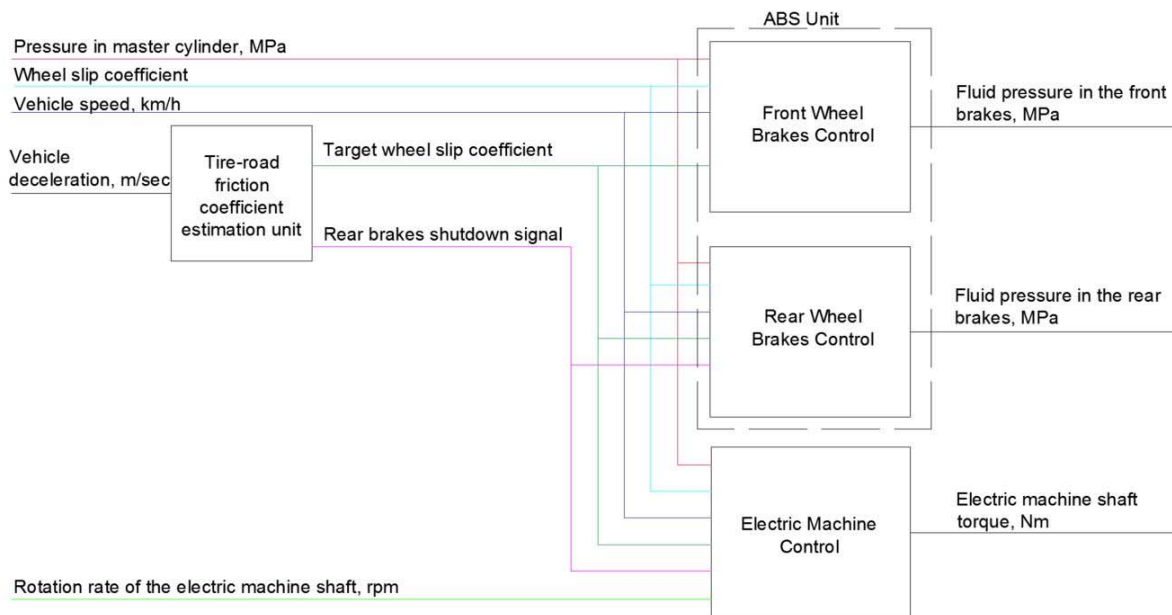 ABS Unit
Pressure in master cylinder, MPa
Wheel slip coefficient
Vehicle speed, km/h
Vehicle
deceleration, m/sec
Tire-road
friction
coefficient
estimation unit
Target wheel slip coefficient
Rear brakes shutdown signal
Front Wheel
Brakes Control
Fluid pressure in the front
brakes, MPa
Rear Wheel
Brakes Control
Fluid pressure in the rear
brakes, MPa
Electric Machine
Control
Electric machine shaft
torque, Nm
Rotation rate of the electric machine shaft, rpm